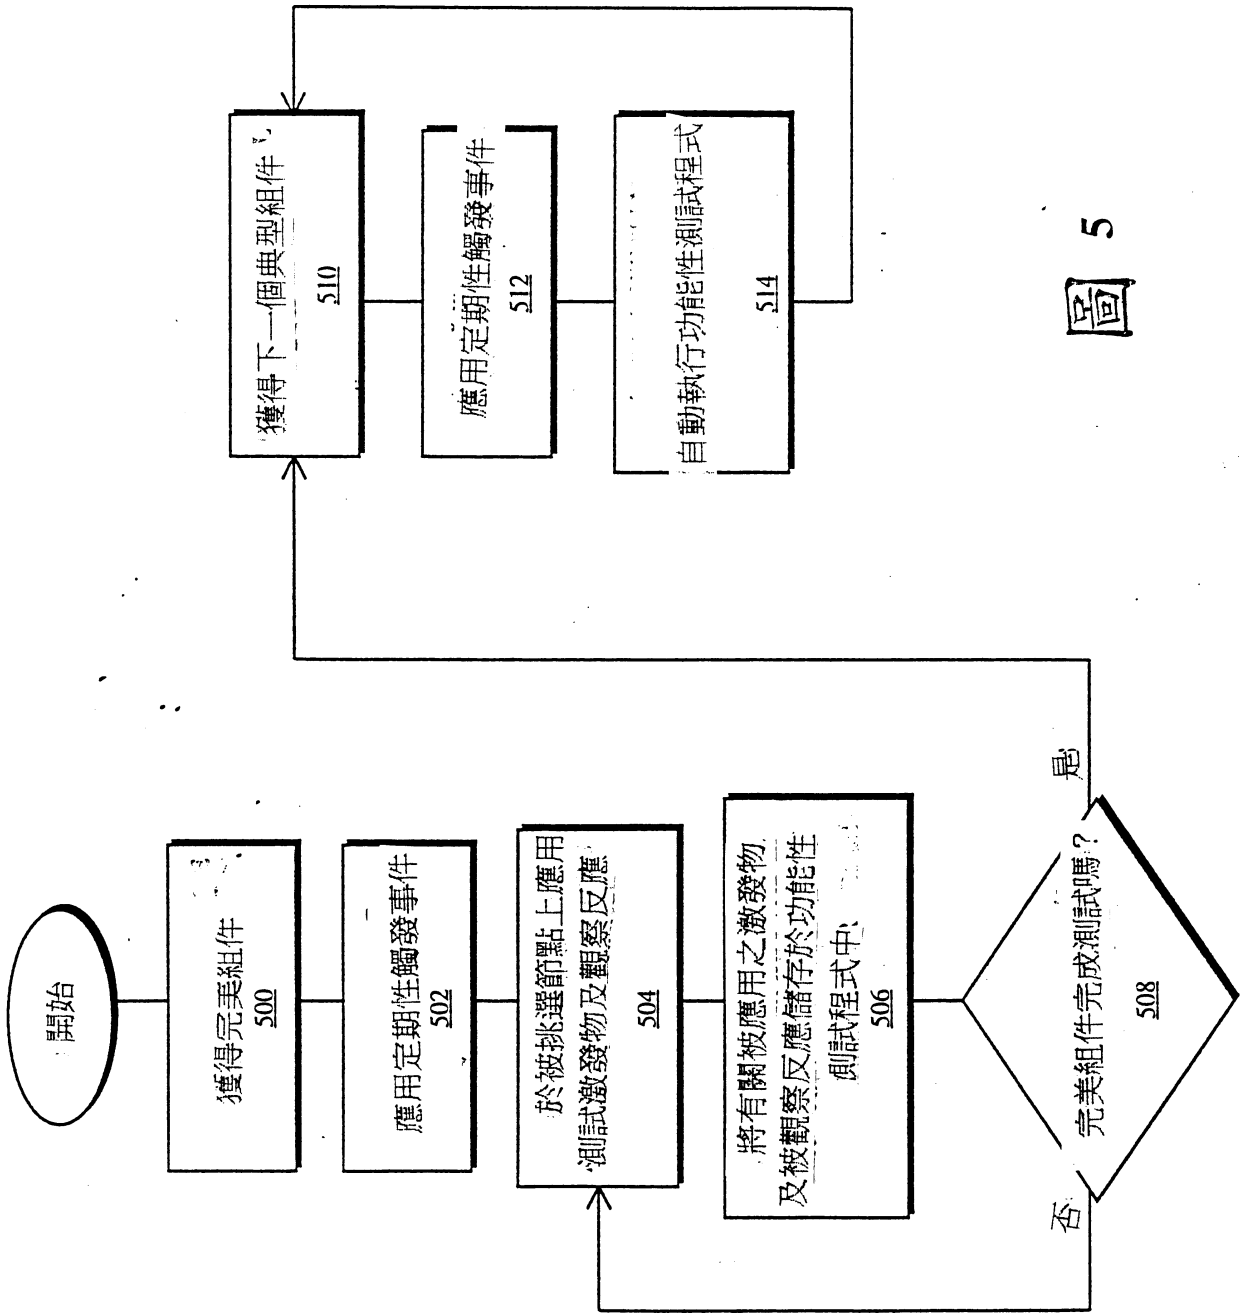 開始
獲得完美組件
500
應用定期性觸發事件
502
於被挑選節點上應用
測試激發物及觀察反應
504
將有關被應用之激發物
及被觀察反應儲存於功能性
測試程式中
506
完美組件完成測試嗎？
508
否
是
獲得下一個典型組件
510
應用定期性觸發事件
512
自動執行功能性測試程式
514
圖 5